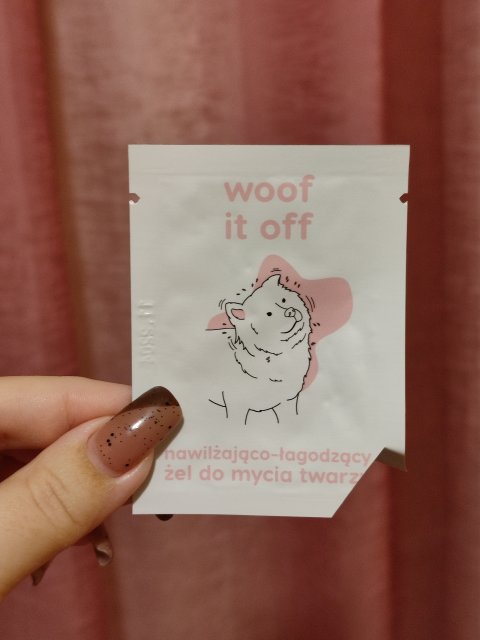 woof
it off
nawilżająco-łagodzący
żel do mycia twarzy